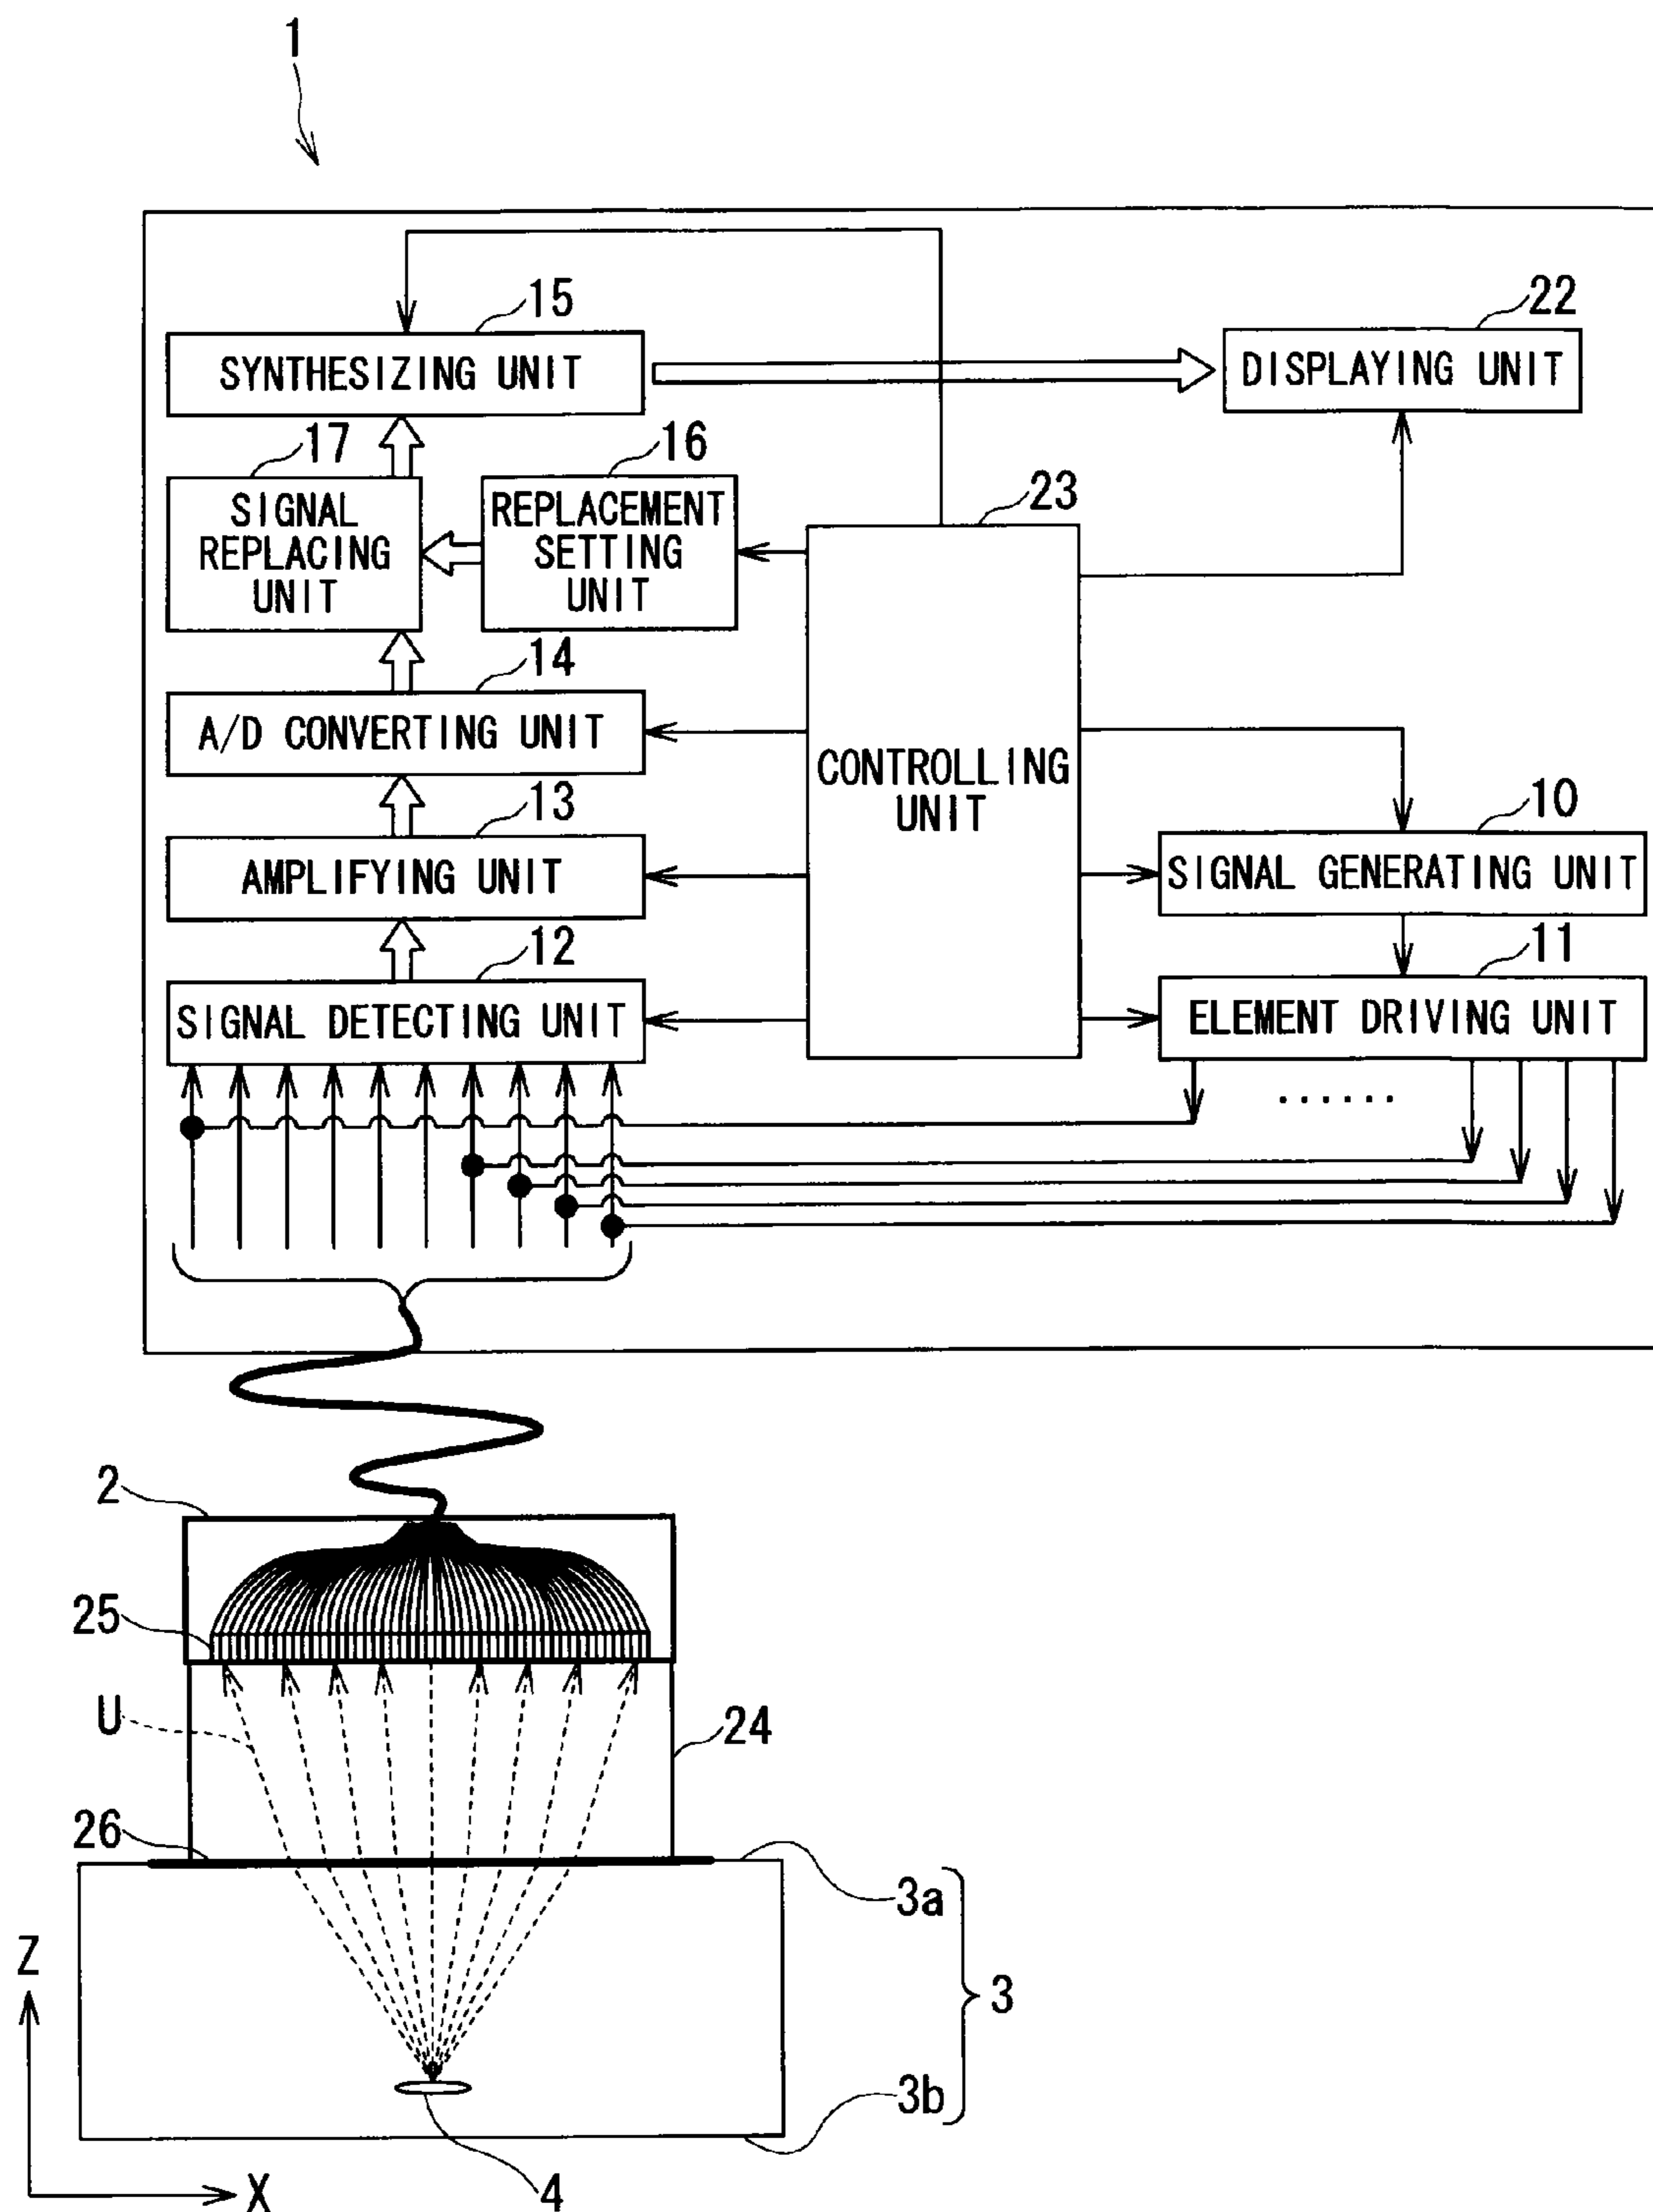 1
15
SYNTHESIZING UNIT
22
DISPLAYING UNIT
17
SIGNAL
REPLACING
UNIT
16
REPLACEMENT
SETTING
UNIT
23
CONTROLLING
UNIT
14
A/D CONVERTING UNIT
13
AMPLIFYING UNIT
10
SIGNAL GENERATING UNIT
12
SIGNAL DETECTING UNIT
11
ELEMENT DRIVING UNIT
......
2
25
U
24
26
3a
3
3b
4
Z
X